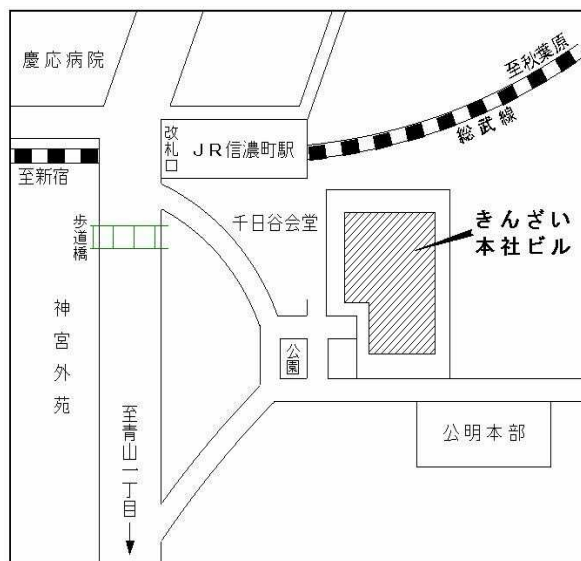 慶応病院
至秋葉原
総武線
改札口
JR信濃町駅
至新宿
歩道橋
千日谷会堂
きんざい
本社ビル
神宮外苑
公園
至青山一丁目
公明本部